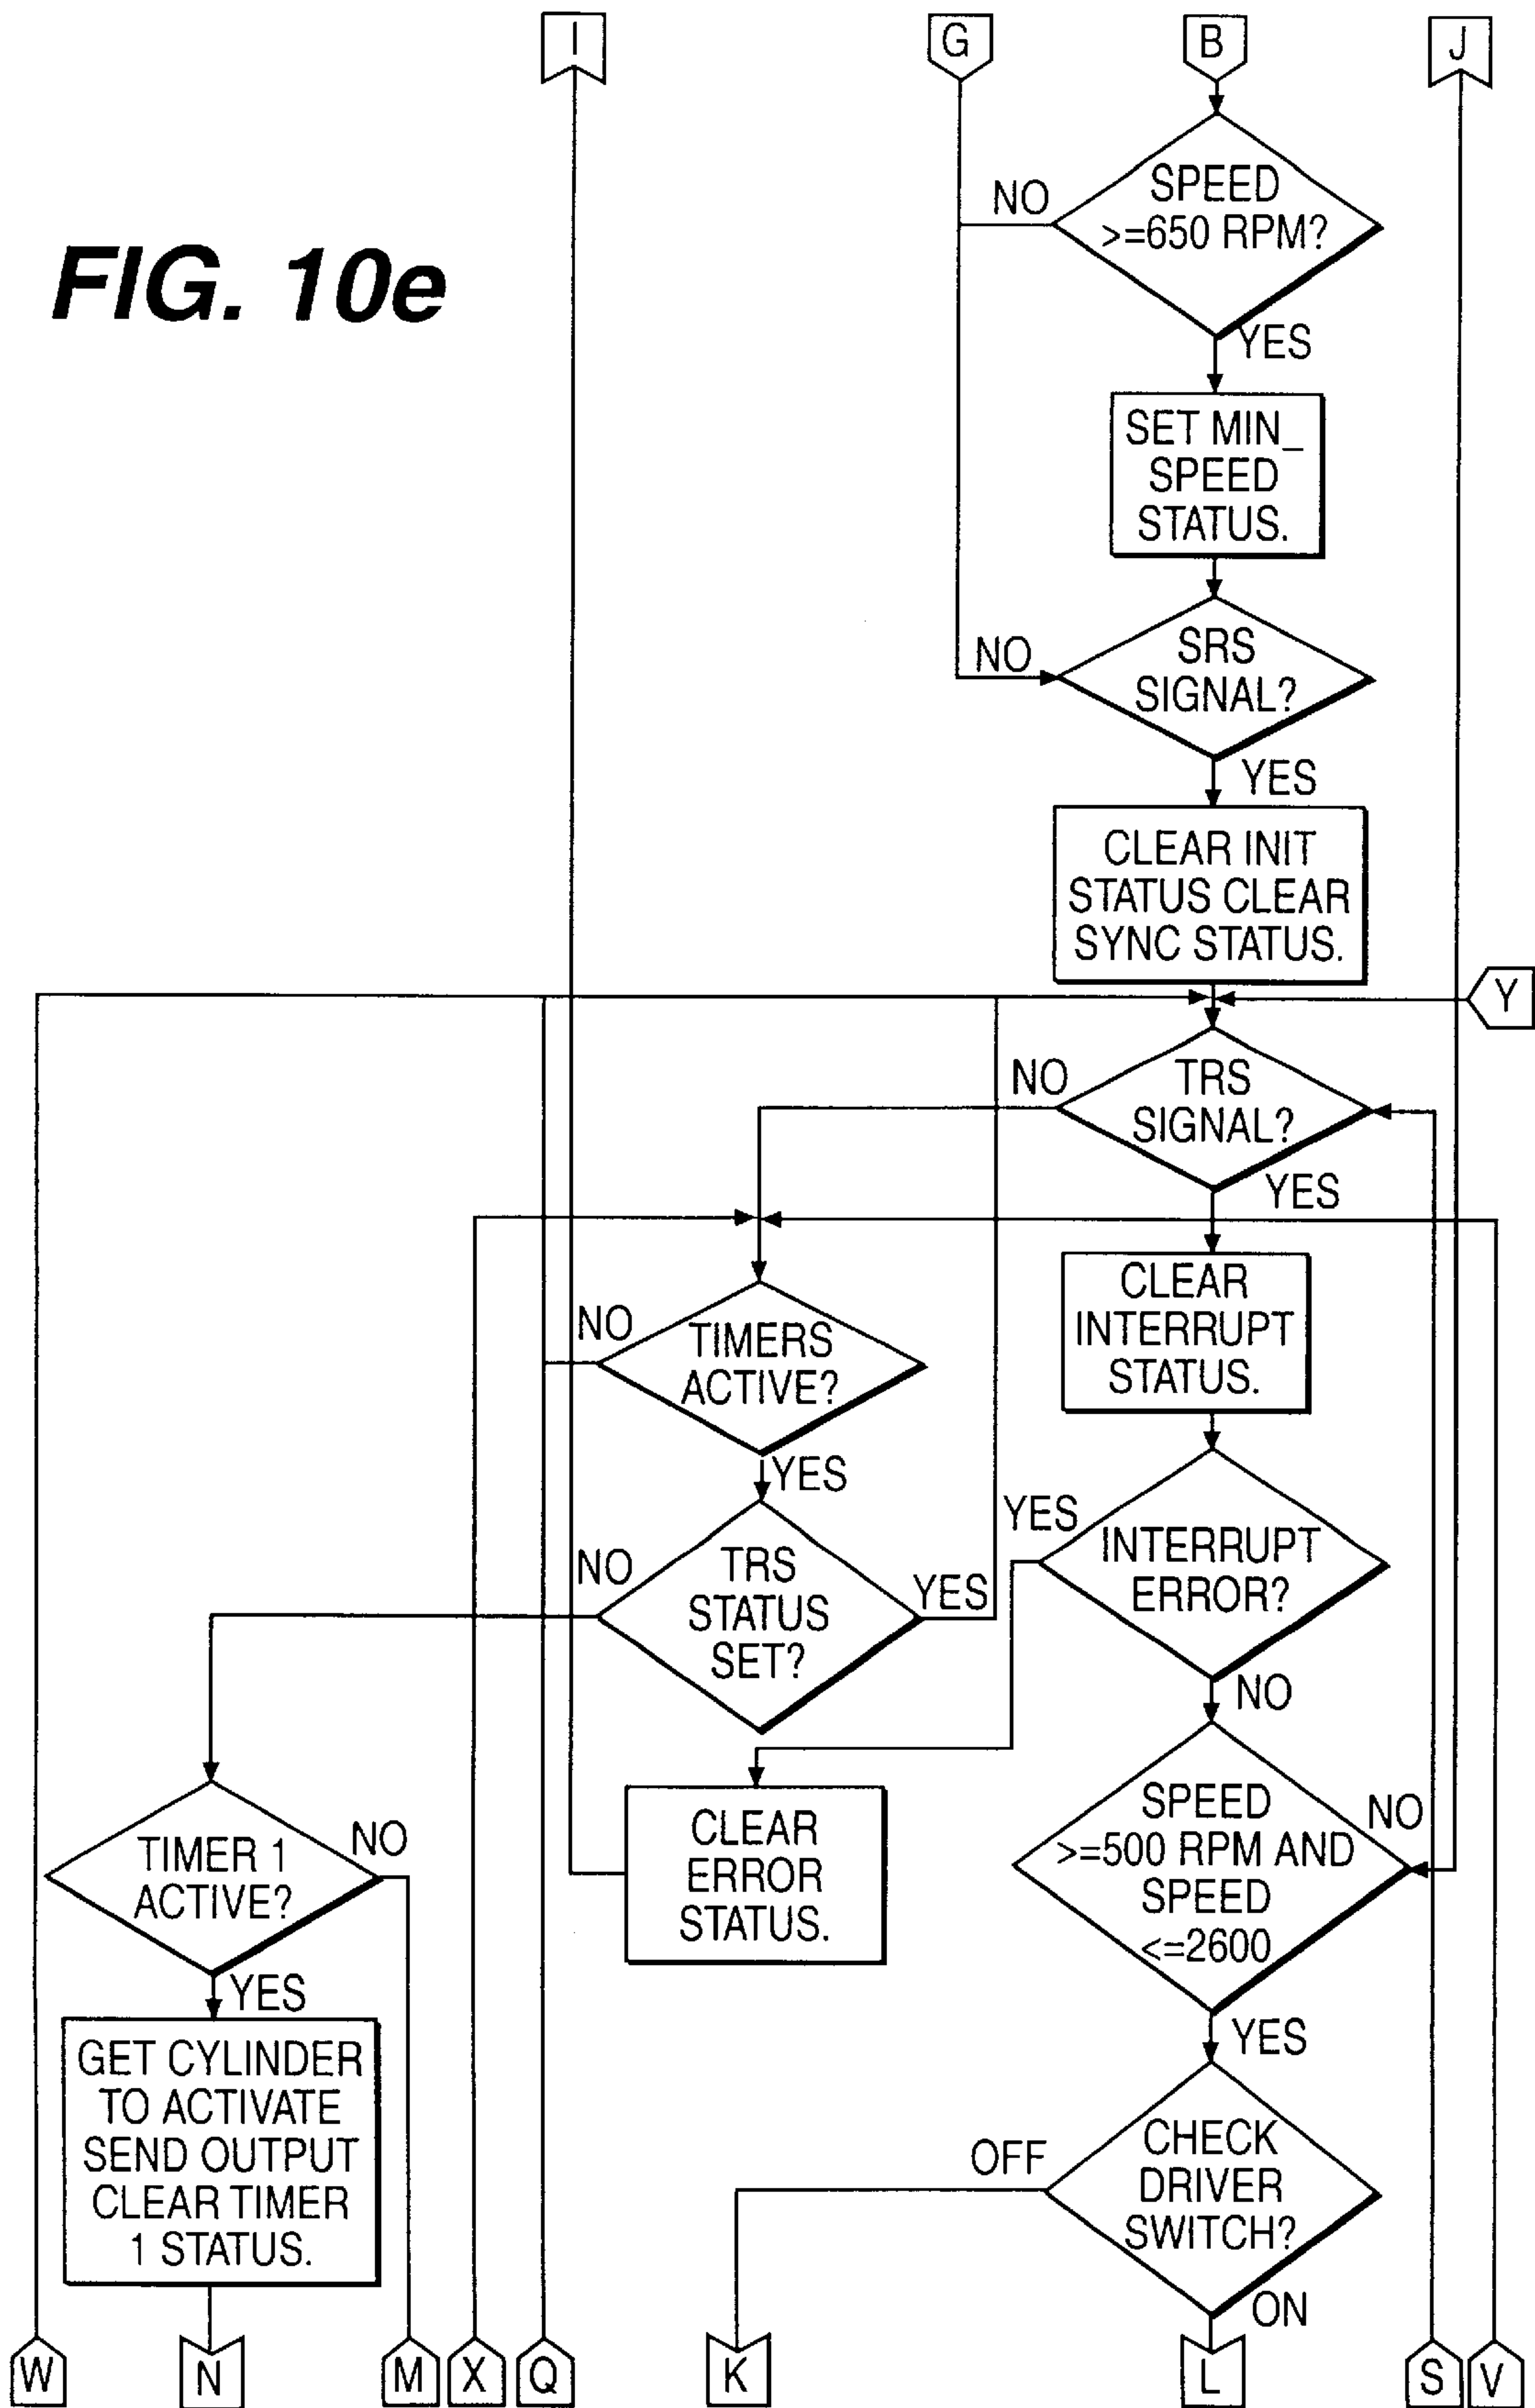 I
G
B
J
FIG. 10e
SPEED
>=650 RPM?
NO
YES
SET MIN_
SPEED
STATUS.
SRS
SIGNAL?
NO
YES
CLEAR INIT
STATUS CLEAR
SYNC STATUS.
Y
TRS
SIGNAL?
NO
YES
TIMERS
ACTIVE?
NO
YES
CLEAR
INTERRUPT
STATUS.
TRS
STATUS
SET?
NO
YES
INTERRUPT
ERROR?
YES
NO
TIMER 1
ACTIVE?
NO
YES
CLEAR
ERROR
STATUS.
SPEED
>=500 RPM AND
SPEED
<=2600
NO
YES
GET CYLINDER
TO ACTIVATE
SEND OUTPUT
CLEAR TIMER
1 STATUS.
CHECK
DRIVER
SWITCH?
OFF
ON
W
N
M
X
Q
K
L
S
V